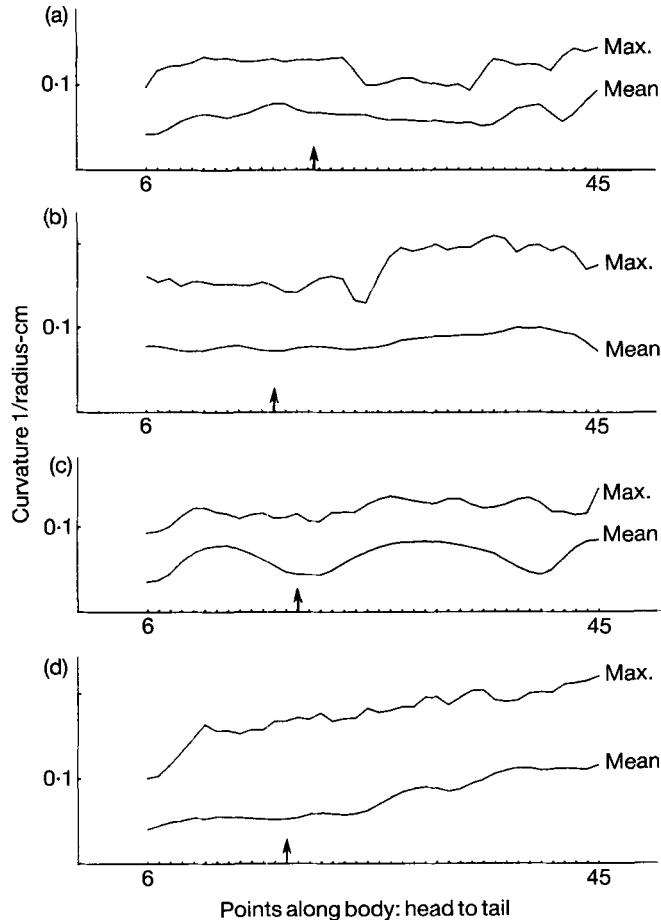 (a)
Max.
0·1
Mean
6
45
(b)
Max.
0·1
Mean
6
45
(c)
Max.
0·1
Mean
6
45
(d)
Max.
0·1
Mean
6
45
Curvature 1/radius-cm
Points along body: head to tail